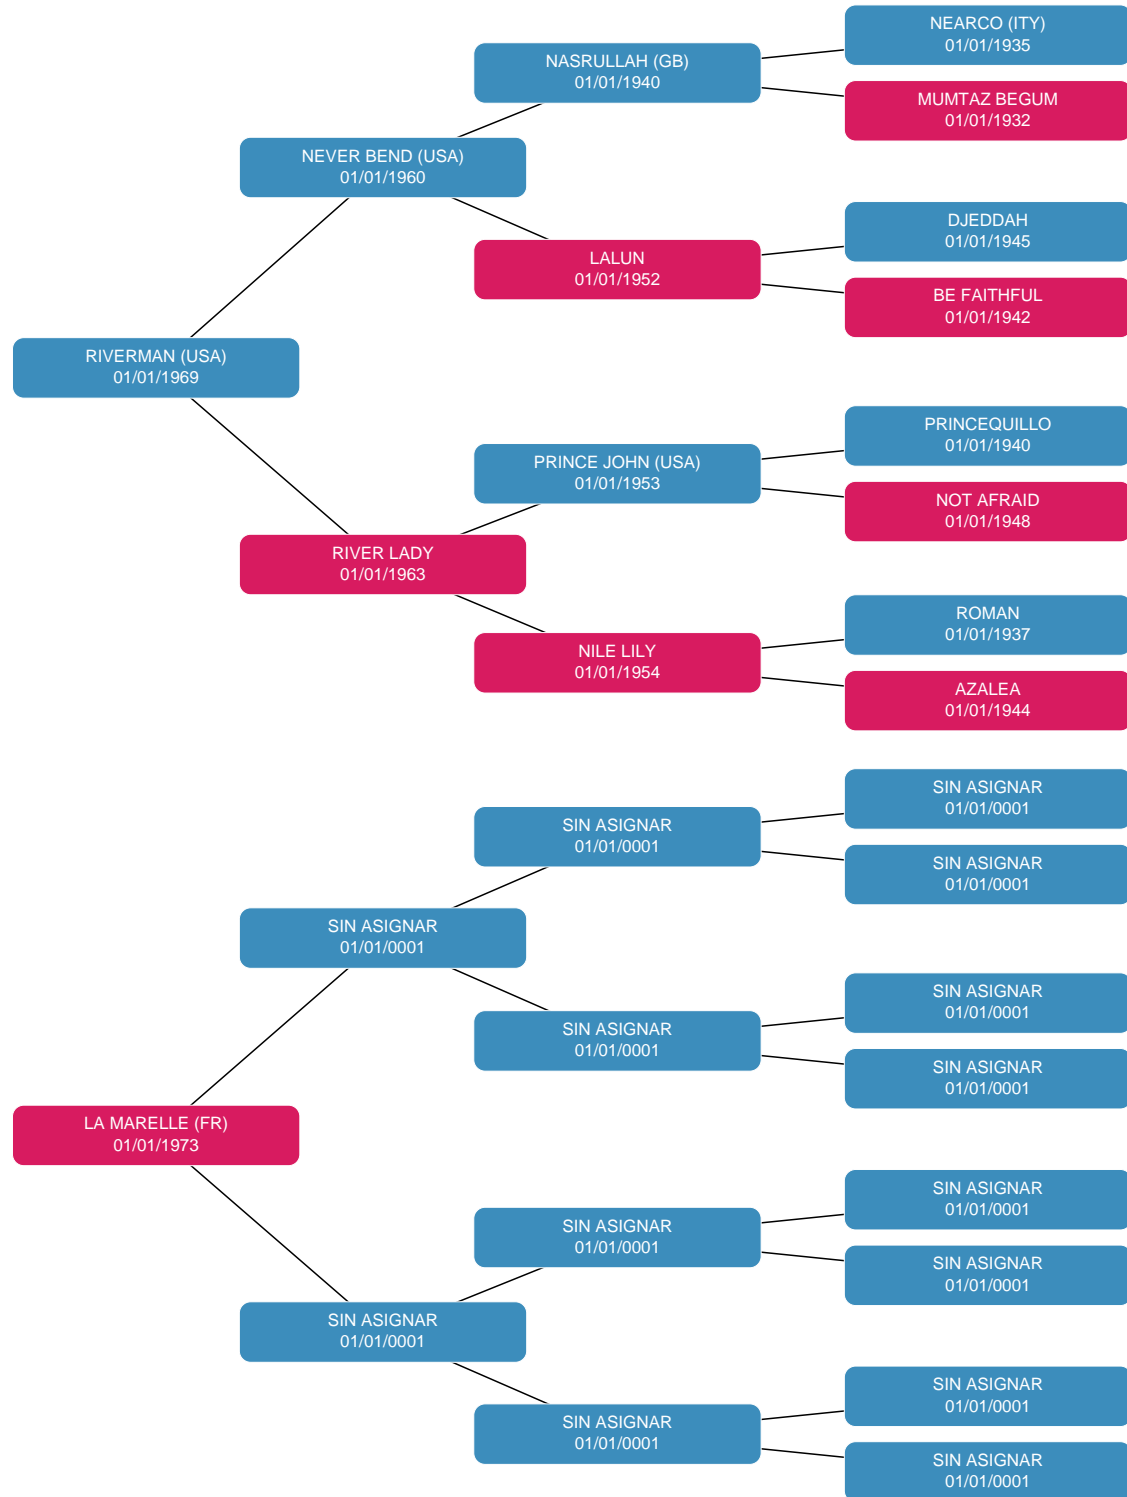 NEARCO (ITY)
01/01/1935
NASRULLAH (GB)
01/01/1940
MUMTAZ BEGUM
01/01/1932
NEVER BEND (USA)
01/01/1960
DJEDDAH
01/01/1945
LALUN
01/01/1952
BE FAITHFUL
01/01/1942
RIVERMAN (USA)
01/01/1969
PRINCEQUILLO
01/01/1940
PRINCE JOHN (USA)
01/01/1953
NOT AFRAID
01/01/1948
RIVER LADY
01/01/1963
ROMAN
01/01/1937
NILE LILY
01/01/1954
AZALEA
01/01/1944
SIN ASIGNAR
01/01/0001
SIN ASIGNAR
01/01/0001
SIN ASIGNAR
01/01/0001
SIN ASIGNAR
01/01/0001
SIN ASIGNAR
01/01/0001
SIN ASIGNAR
01/01/0001
SIN ASIGNAR
01/01/0001
LA MARELLE (FR)
01/01/1973
SIN ASIGNAR
01/01/0001
SIN ASIGNAR
01/01/0001
SIN ASIGNAR
01/01/0001
SIN ASIGNAR
01/01/0001
SIN ASIGNAR
01/01/0001
SIN ASIGNAR
01/01/0001
SIN ASIGNAR
01/01/0001